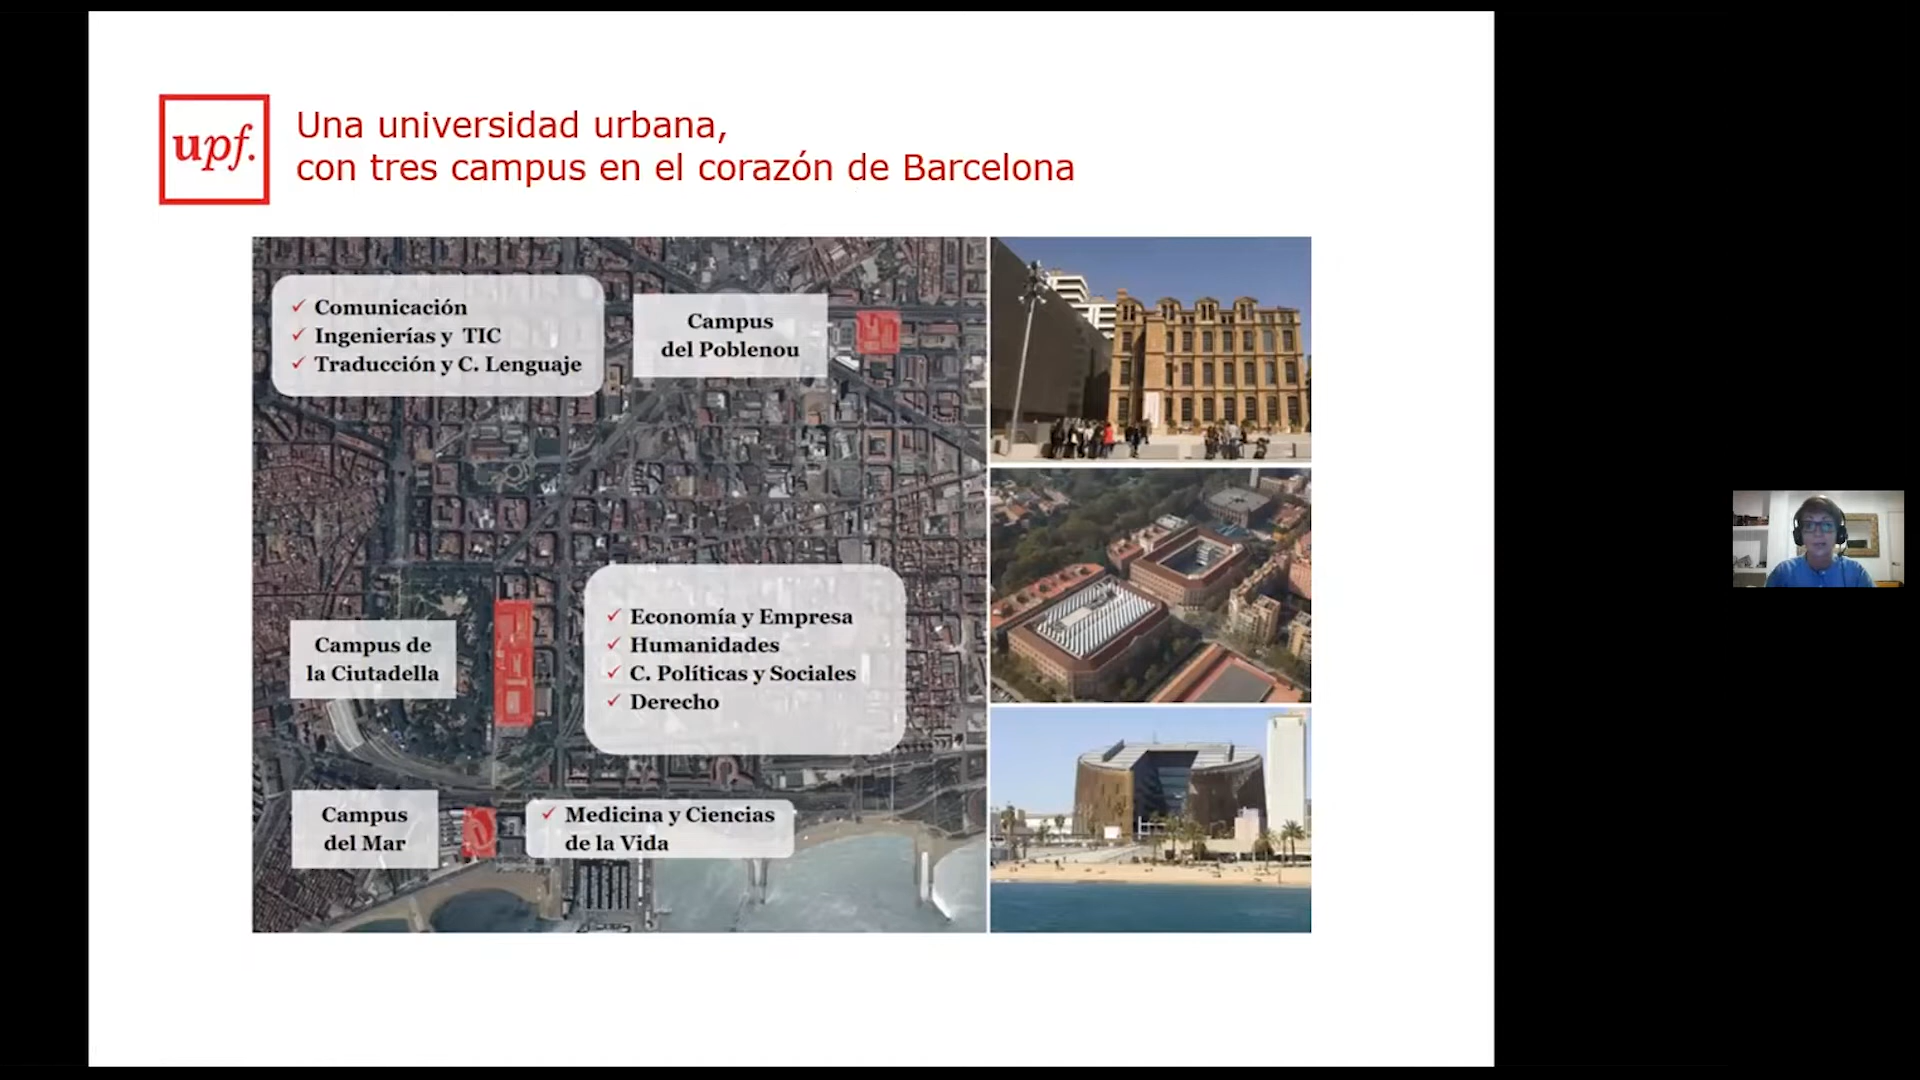 upf.
Una universidad urbana,
con tres campus en el corazón de Barcelona
Comunicación
Ingenierías y TIC
Traducción y C. Lenguaje
Campus
del Poblenou
Campus de
la Ciutadella
Economía y Empresa
Humanidades
C. Políticas y Sociales
Derecho
Campus
del Mar
Medicina y Ciencias
de la Vida